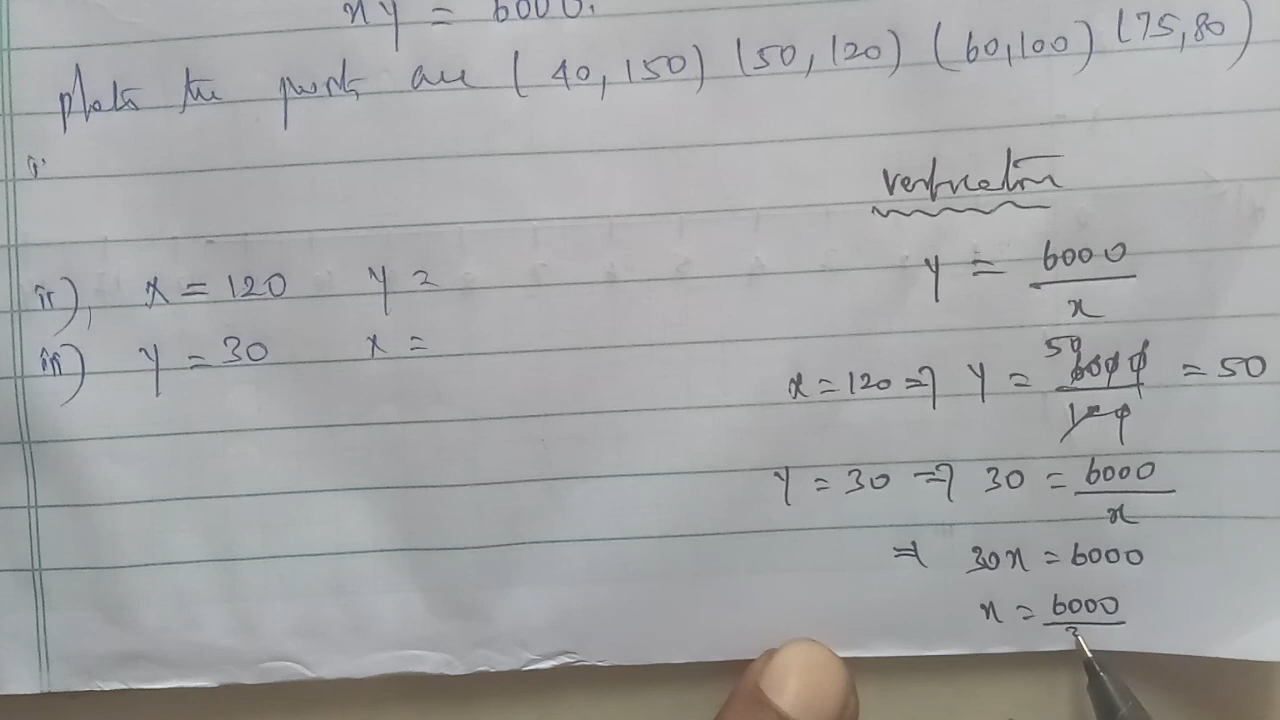 xy = 6000.
Plots the points are (40,150) (50,120) (60,100) (75,80)
i
verification
y = 6000/x
ii), x = 120 y =
iii) y = 30 x =
x = 120 ⇒ y = 6000/120 = 50
50
y = 30 ⇒ 30 = 6000/x
⇒ 30x = 6000
x = 6000/3